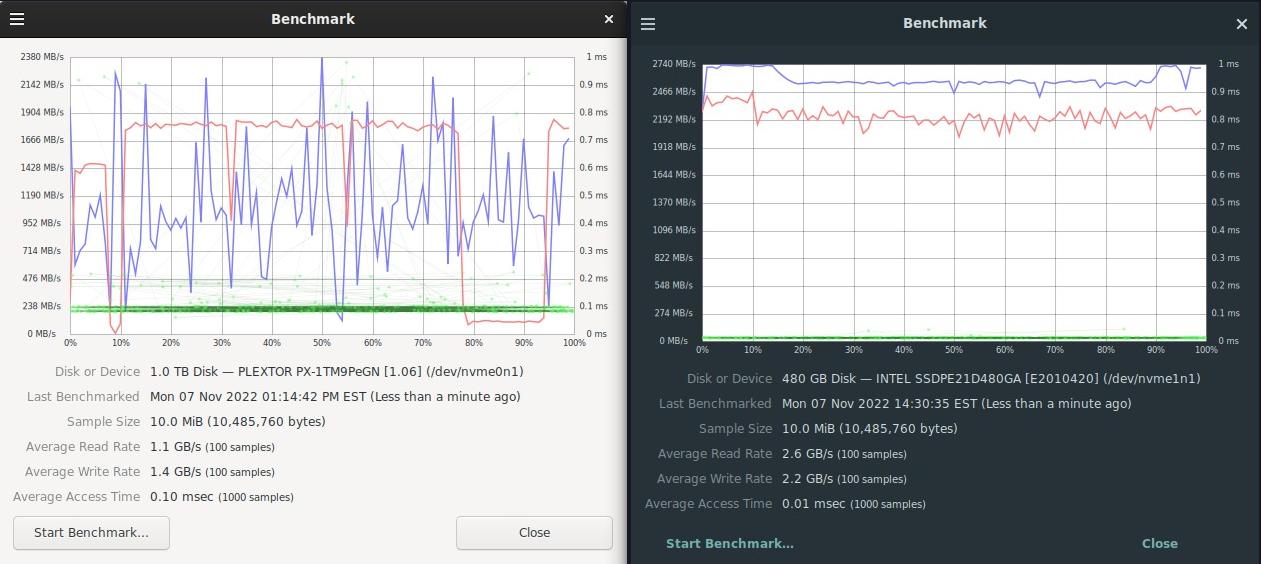 Benchmark
2380 MB/s
2142 MB/s
1904 MB/s
1666 MB/s
1428 MB/s
1190 MB/s
952 MB/s
714 MB/s
476 MB/s
238 MB/s
0 MB/s
1 ms
0.9 ms
0.8 ms
0.7 ms
0.6 ms
0.5 ms
0.4 ms
0.3 ms
0.2 ms
0.1 ms
0 ms
0% 10% 20% 30% 40% 50% 60% 70% 80% 90% 100%
Disk or Device 1.0 TB Disk — PLEXTOR PX-1TM9PeGN [1.06] (/dev/nvme0n1)
Last Benchmarked Mon 07 Nov 2022 01:14:42 PM EST (Less than a minute ago)
Sample Size 10.0 MiB (10,485,760 bytes)
Average Read Rate 1.1 GB/s (100 samples)
Average Write Rate 1.4 GB/s (100 samples)
Average Access Time 0.10 msec (1000 samples)
Start Benchmark... Close
Benchmark
2740 MB/s
2466 MB/s
2192 MB/s
1918 MB/s
1644 MB/s
1370 MB/s
1096 MB/s
822 MB/s
548 MB/s
274 MB/s
0 MB/s
1 ms
0.9 ms
0.8 ms
0.7 ms
0.6 ms
0.5 ms
0.4 ms
0.3 ms
0.2 ms
0.1 ms
0 ms
0% 10% 20% 30% 40% 50% 60% 70% 80% 90% 100%
Disk or Device 480 GB Disk — INTEL SSDPE21D480GA [E2010420] (/dev/nvme1n1)
Last Benchmarked Mon 07 Nov 2022 14:30:35 EST (Less than a minute ago)
Sample Size 10.0 MiB (10,485,760 bytes)
Average Read Rate 2.6 GB/s (100 samples)
Average Write Rate 2.2 GB/s (100 samples)
Average Access Time 0.01 msec (1000 samples)
Start Benchmark... Close